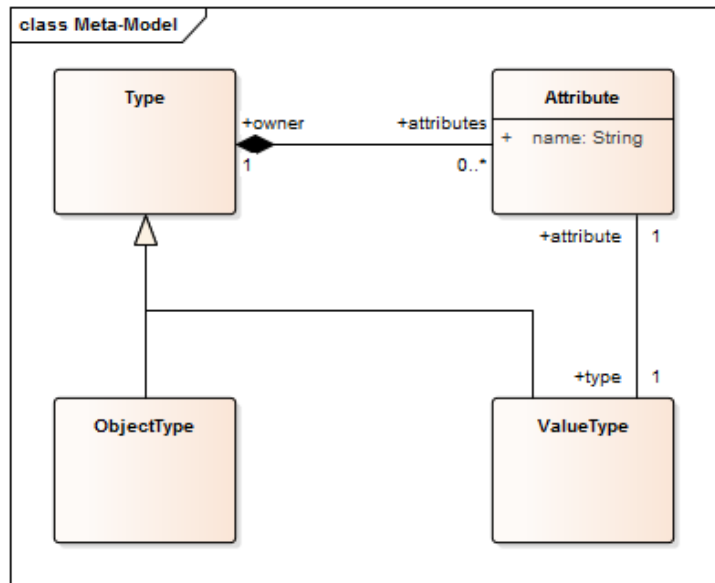 class Meta-Model
Type
Attribute
+owner
+attributes
+ name: String
1
0..*
+attribute
1
+type
1
ObjectType
ValueType